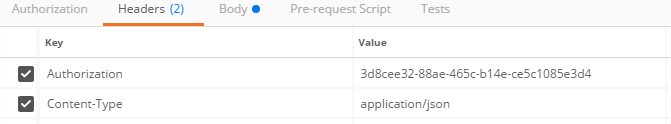 Authorization Headers (2) Body Pre-request Script Tests
Key Value
Authorization 3d8cee32-88ae-465c-b14e-ce5c1085e3d4
Content-Type application/json